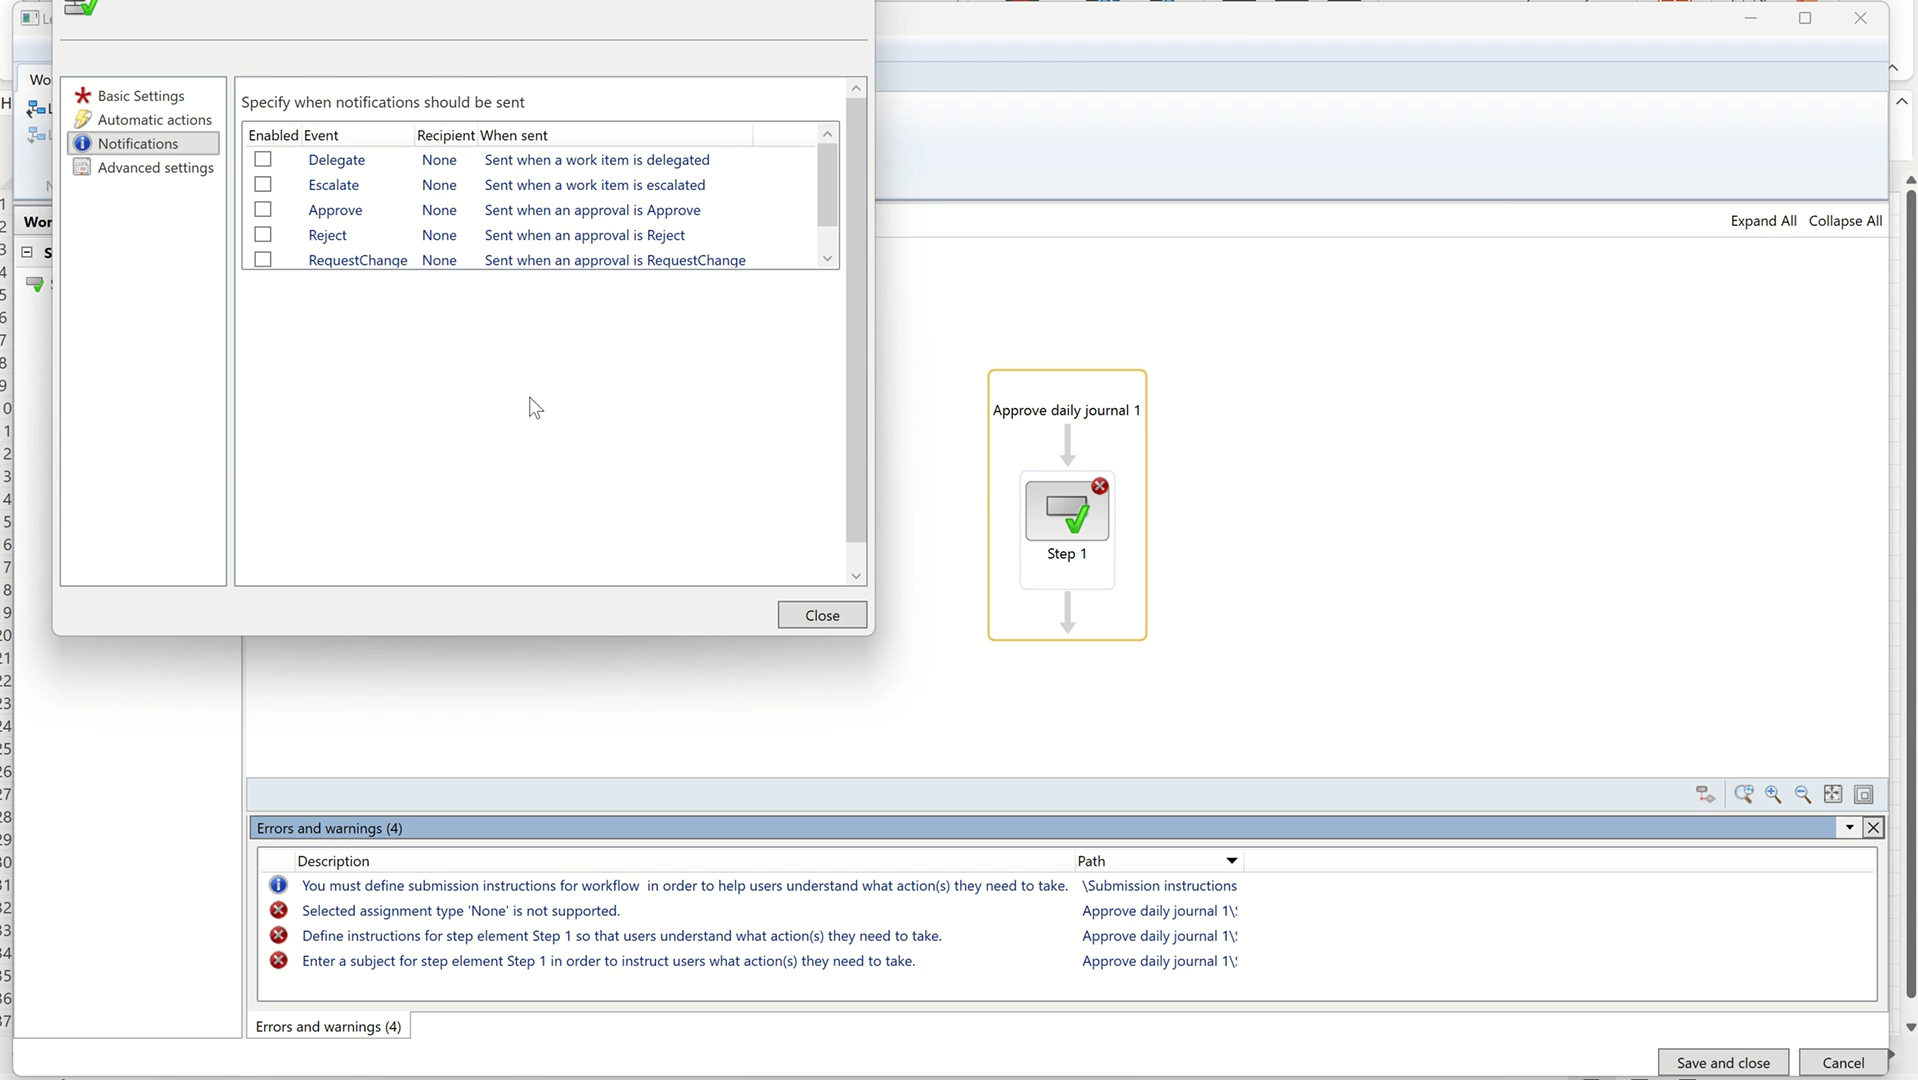 Wo
Basic Settings
Automatic actions
Notifications
Advanced settings
Specify when notifications should be sent
Enabled Event Recipient When sent
Delegate None Sent when a work item is delegated
Escalate None Sent when a work item is escalated
Approve None Sent when an approval is Approve
Reject None Sent when an approval is Reject
RequestChange None Sent when an approval is RequestChange
Close
Wor
Expand All Collapse All
Approve daily journal 1
Step 1
Errors and warnings (4)
Description Path
You must define submission instructions for workflow in order to help users understand what action(s) they need to take. \Submission instructions
Selected assignment type 'None' is not supported. Approve daily journal 1\
Define instructions for step element Step 1 so that users understand what action(s) they need to take. Approve daily journal 1\
Enter a subject for step element Step 1 in order to instruct users what action(s) they need to take. Approve daily journal 1\
Errors and warnings (4)
Save and close Cancel